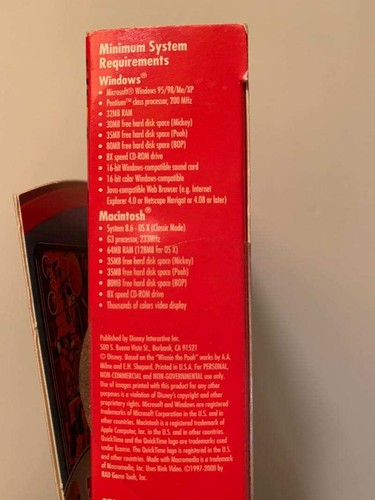 Minimum System
Requirements
Windows®
• Microsoft® Windows 95/98/Me/XP
• Pentium™ class processor, 200 MHz
• 32MB RAM
• 30MB free hard disk space (Mickey)
• 25MB free hard disk space (Pooh)
• 80MB free hard disk space (BOP)
• 8X speed CD-ROM drive
• 16-bit Windows-compatible sound card
• 16-bit color Windows-compatible
• Java-compatible Web Browser (e.g. Internet
Explorer 4.0 or Netscape Navigat or 4.08 or later)
Macintosh®
• System 8.6 - OS X (Classic Mode)
• G3 processor, 233MHz
• 64MB RAM (128MB for OS X)
• 35MB free hard disk space (Mickey)
• 35MB free hard disk space (Pooh)
• 80MB free hard disk space (BOP)
• 8X speed CD-ROM drive
• Thousands of colors video display
Published by Disney Interactive Inc.
500 S. Buena Vista St., Burbank, CA 91521
© Disney. Based on the "Winnie the Pooh" works by A.A.
Milne and E.H. Shepard. Printed in U.S.A. For PERSONAL,
NON-COMMERCIAL and NON-GOVERNMENTAL use only.
Use of images printed with this product for any other
purposes is a violation of Disney's copyright and other
proprietary rights. Microsoft and Windows are registered
trademarks of Microsoft Corporation in the U.S. and in
other countries. Macintosh is a registered trademark of
Apple Computer, Inc. in the U.S. and in other countries.
QuickTime and the QuickTime logo are trademarks used
under license. The QuickTime logo is registered in the U.S.
and other countries. Made with Macromedia is a trademark
of Macromedia, Inc. Uses Bink Video. ©1997-2000 by
RAD Game Tools, Inc.